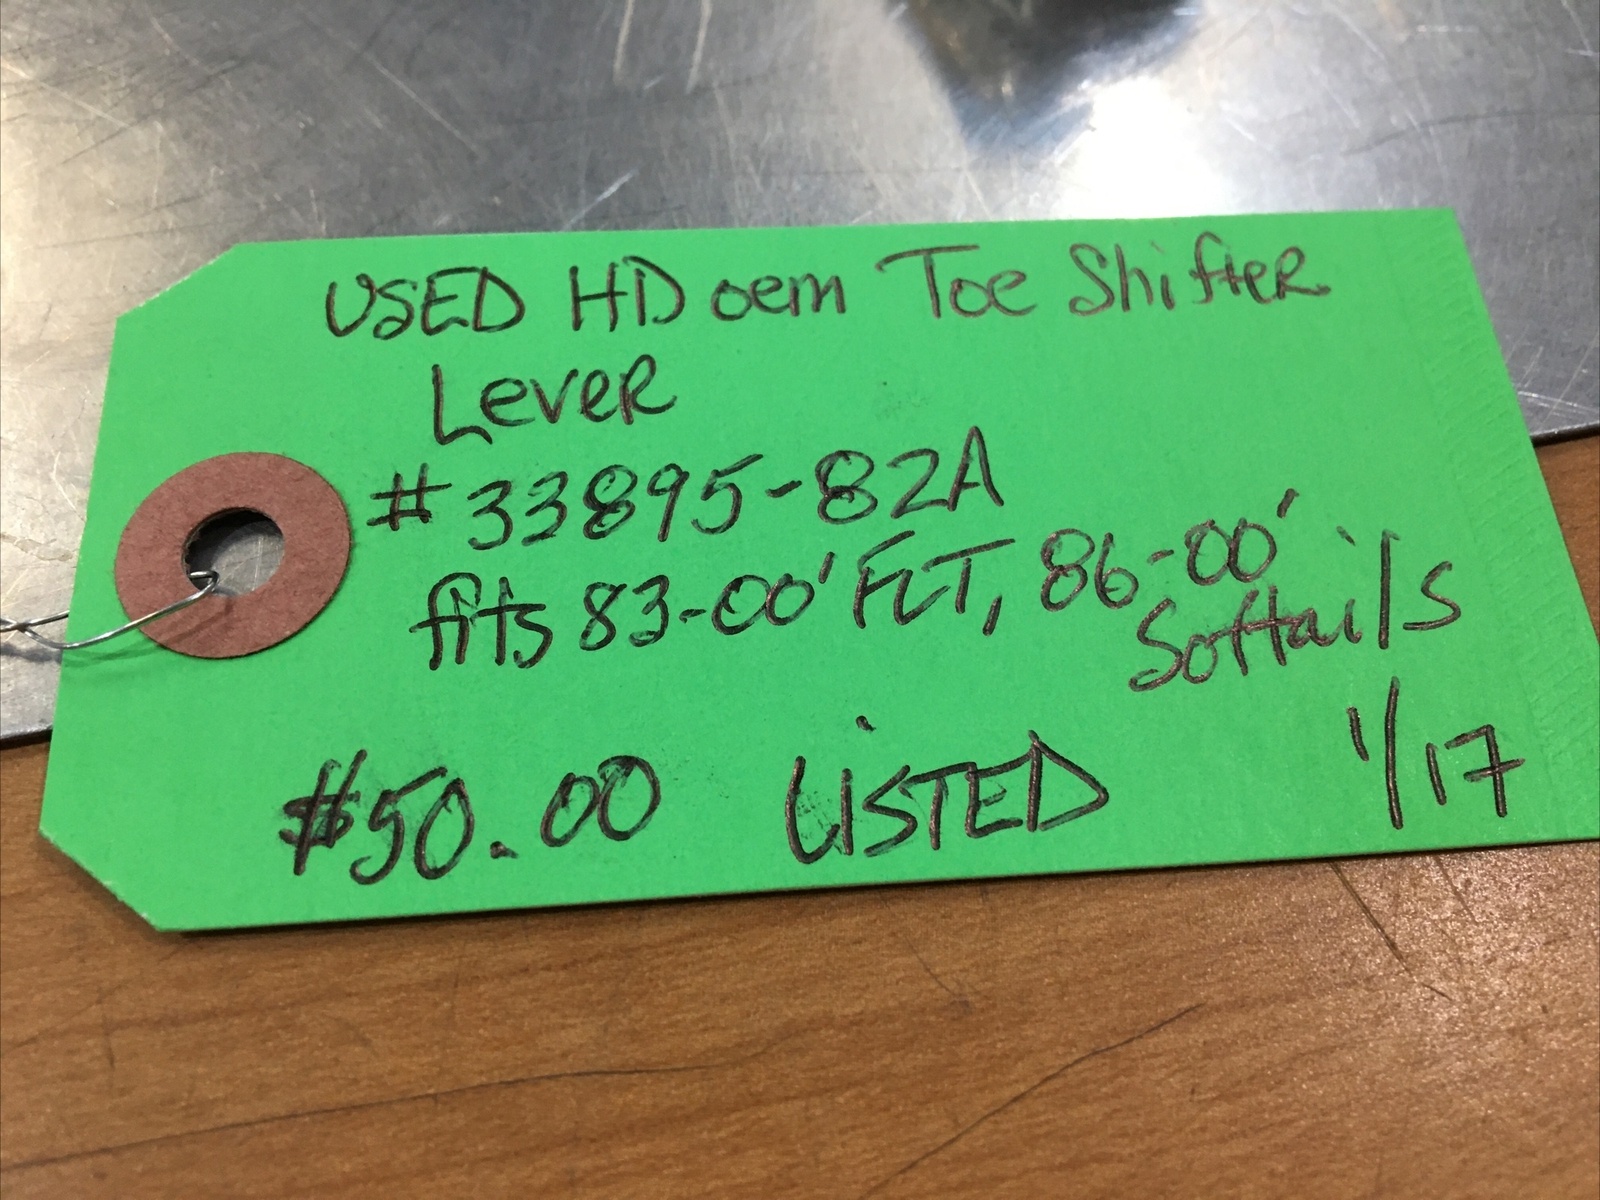 USED HD oem Toe Shifter
Lever
#33895-82A
fits 83-00' FLT, 86-00'
Softails
$50.00 LiSTED 1/17